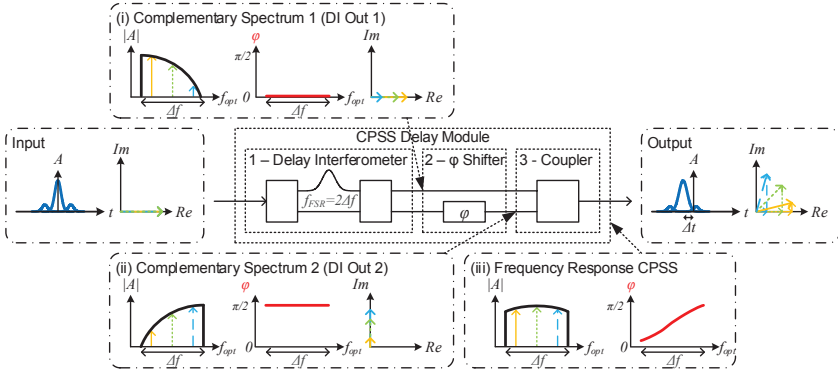 (i) Complementary Spectrum 1 (DI Out 1)
|A|
φ
π/2
0
Im
f_opt
Δf
f_opt
Re
Input
A
Im
t
Re
CPSS Delay Module
1 – Delay Interferometer
2 – φ Shifter
3 - Coupler
f_FSR=2Δf
φ
Output
A
Im
t
Δt
Re
(ii) Complementary Spectrum 2 (DI Out 2)
|A|
φ
π/2
0
Im
f_opt
Δf
f_opt
Δf
Re
(iii) Frequency Response CPSS
|A|
φ
π/2
0
f_opt
Δf
f_opt
Δf